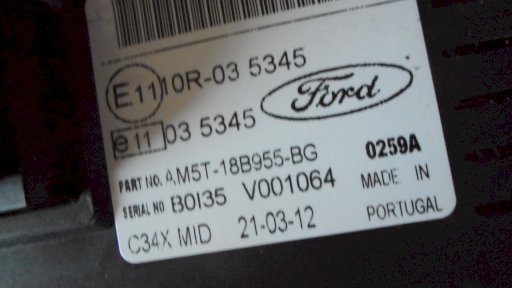 E11 10R-03 5345
e11 03 5345
Ford
PART NO. AM5T-18B955-BG 0259A
SERIAL NO B0I35 V001064 MADE IN
C34X MID 21-03-12 PORTUGAL